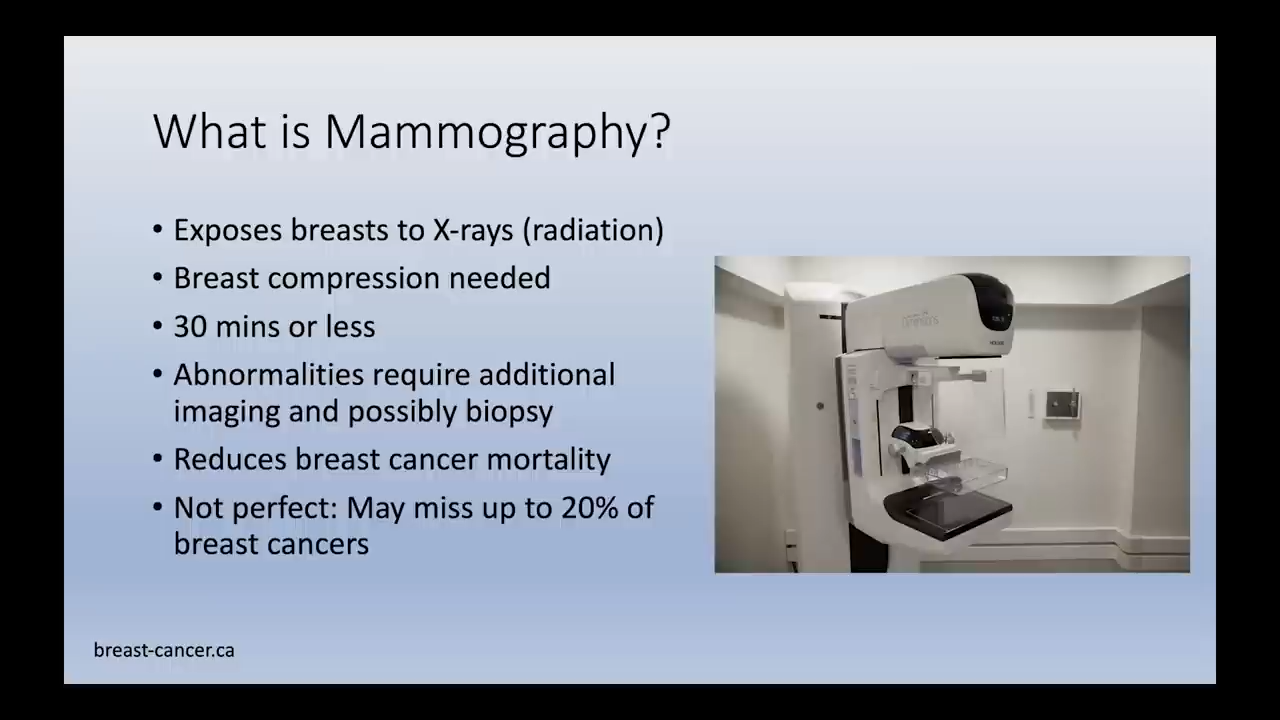 What is Mammography?
• Exposes breasts to X-rays (radiation)
• Breast compression needed
• 30 mins or less
• Abnormalities require additional
imaging and possibly biopsy
• Reduces breast cancer mortality
• Not perfect: May miss up to 20% of
breast cancers
breast-cancer.ca